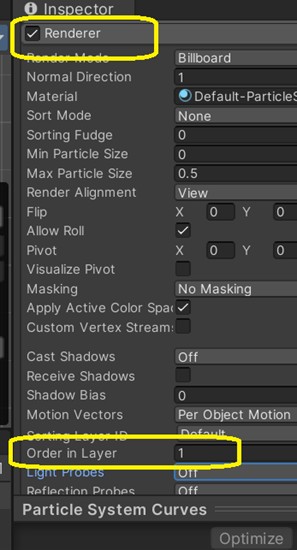 Inspector
Renderer
Render Mode Billboard
Normal Direction 1
Material Default-ParticleS
Sort Mode None
Sorting Fudge 0
Min Particle Size 0
Max Particle Size 0.5
Render Alignment View
Flip X 0 Y 0
Allow Roll
Pivot X 0 Y 0
Visualize Pivot
Masking No Masking
Apply Active Color Spac
Custom Vertex Stream
Cast Shadows Off
Receive Shadows
Shadow Bias 0
Motion Vectors Per Object Motion
Sorting Layer ID Default
Order in Layer 1
Light Probes Off
Reflection Probes Off
Particle System Curves
Optimize